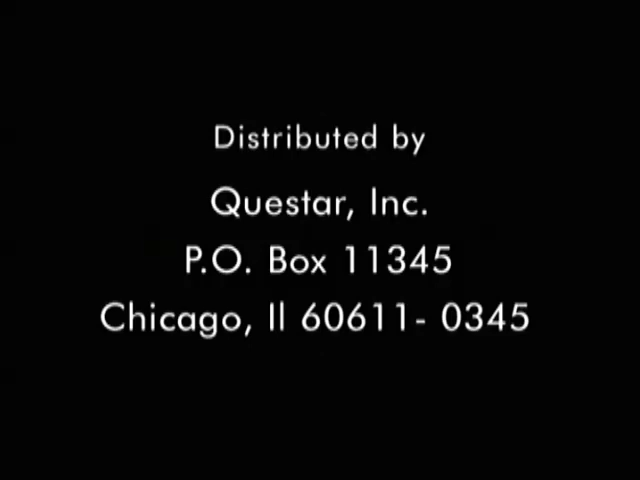 Distributed by
Questar, Inc.
P.O. Box 11345
Chicago, Il 60611- 0345